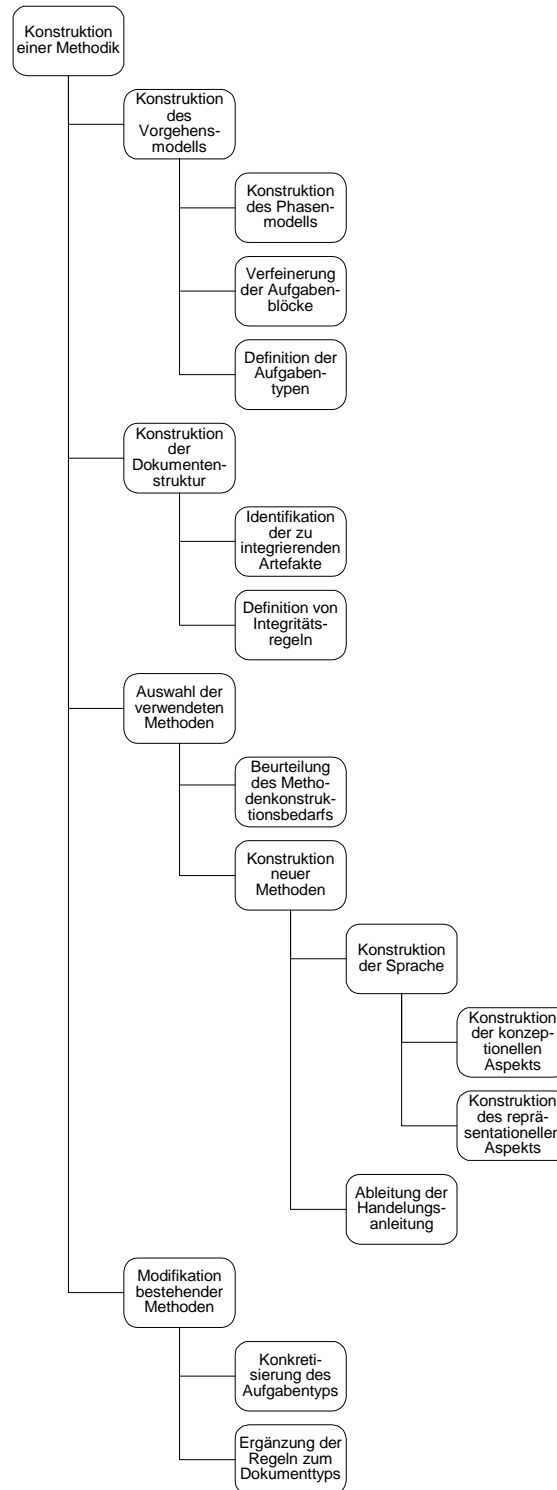 Konstruktion
einer Methodik
Konstruktion
des
Vorgehens-
modells
Konstruktion
des Phasen-
modells
Verfeinerung
der Aufgaben-
blöcke
Definition der
Aufgaben-
typen
Konstruktion
der
Dokumenten-
struktur
Identifikation
der zu
integrierenden
Artefakte
Definition von
Integritäts-
regeln
Auswahl der
verwendeten
Methoden
Beurteilung
des Metho-
denkonstruk-
tionsbedarfs
Konstruktion
neuer
Methoden
Konstruktion
der Sprache
Konstruktion
der konzep-
tionellen
Aspekts
Konstruktion
des reprä-
sentationellen
Aspekts
Ableitung der
Handelungs-
anleitung
Modifikation
bestehender
Methoden
Konkreti-
sierung des
Aufgabentyps
Ergänzung der
Regeln zum
Dokumenttyps